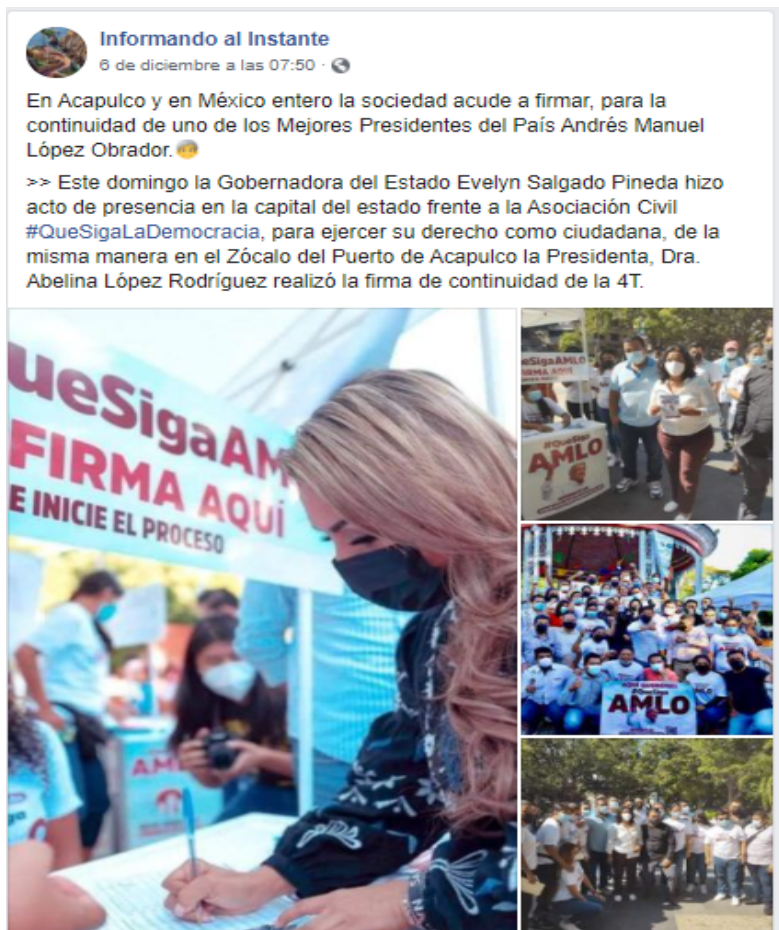 Informando al Instante
6 de diciembre a las 07:50 ·
En Acapulco y en México entero la sociedad acude a firmar, para la
continuidad de uno de los Mejores Presidentes del País Andrés Manuel
López Obrador.
>> Este domingo la Gobernadora del Estado Evelyn Salgado Pineda hizo
acto de presencia en la capital del estado frente a la Asociación Civil
#QueSigaLaDemocracia, para ejercer su derecho como ciudadana, de la
misma manera en el Zócalo del Puerto de Acapulco la Presidenta, Dra.
Abelina López Rodríguez realizó la firma de continuidad de la 4T.
ueSigaAM
FIRMA AQUÍ
E INICIE EL PROCESO
AM
eSigaAMLO
IRMA AQUÍ
#QueSiga
AMLO
AMLO